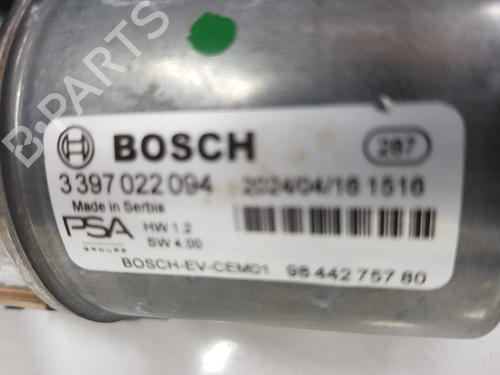 B-PARTS
BOSCH
287
3 397 022 094
2024/04/16 1516
Made in Serbia
PSA
GROUPE
HW 1.2
SW 4.00
BOSCH-EV-CEM01
98 442 757 80